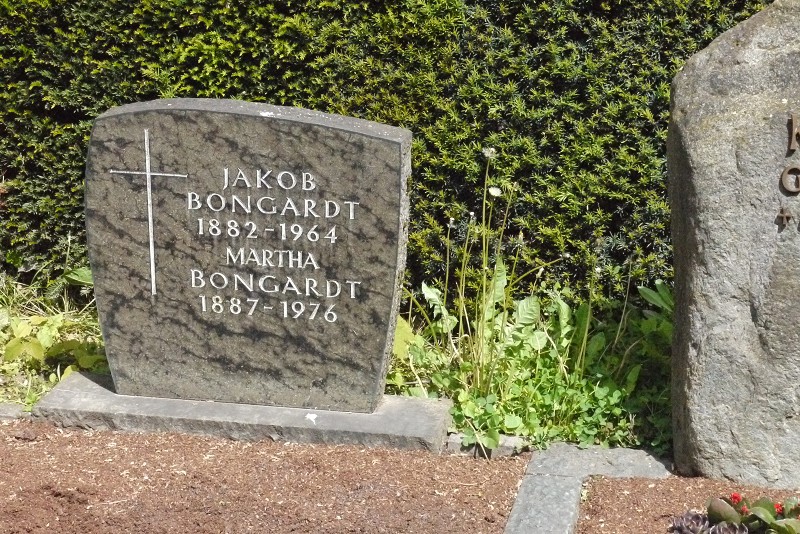 JAKOB
BONGARDT
1882-1964
MARTHA
BONGARDT
1887-1976